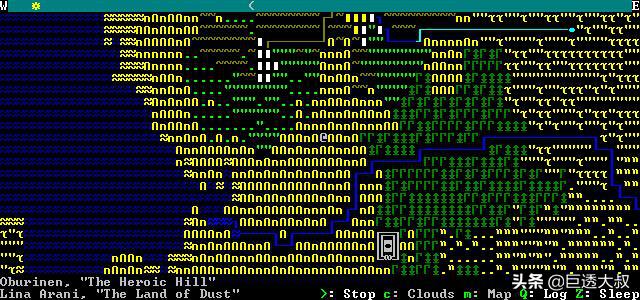 W E
Oburinen, "The Heroic Hill"
Lina Arani, "The Land of Dust"
>: Stop c: Clouds m: Map Q: Log Z: Sleep
头条 @巨透大叔